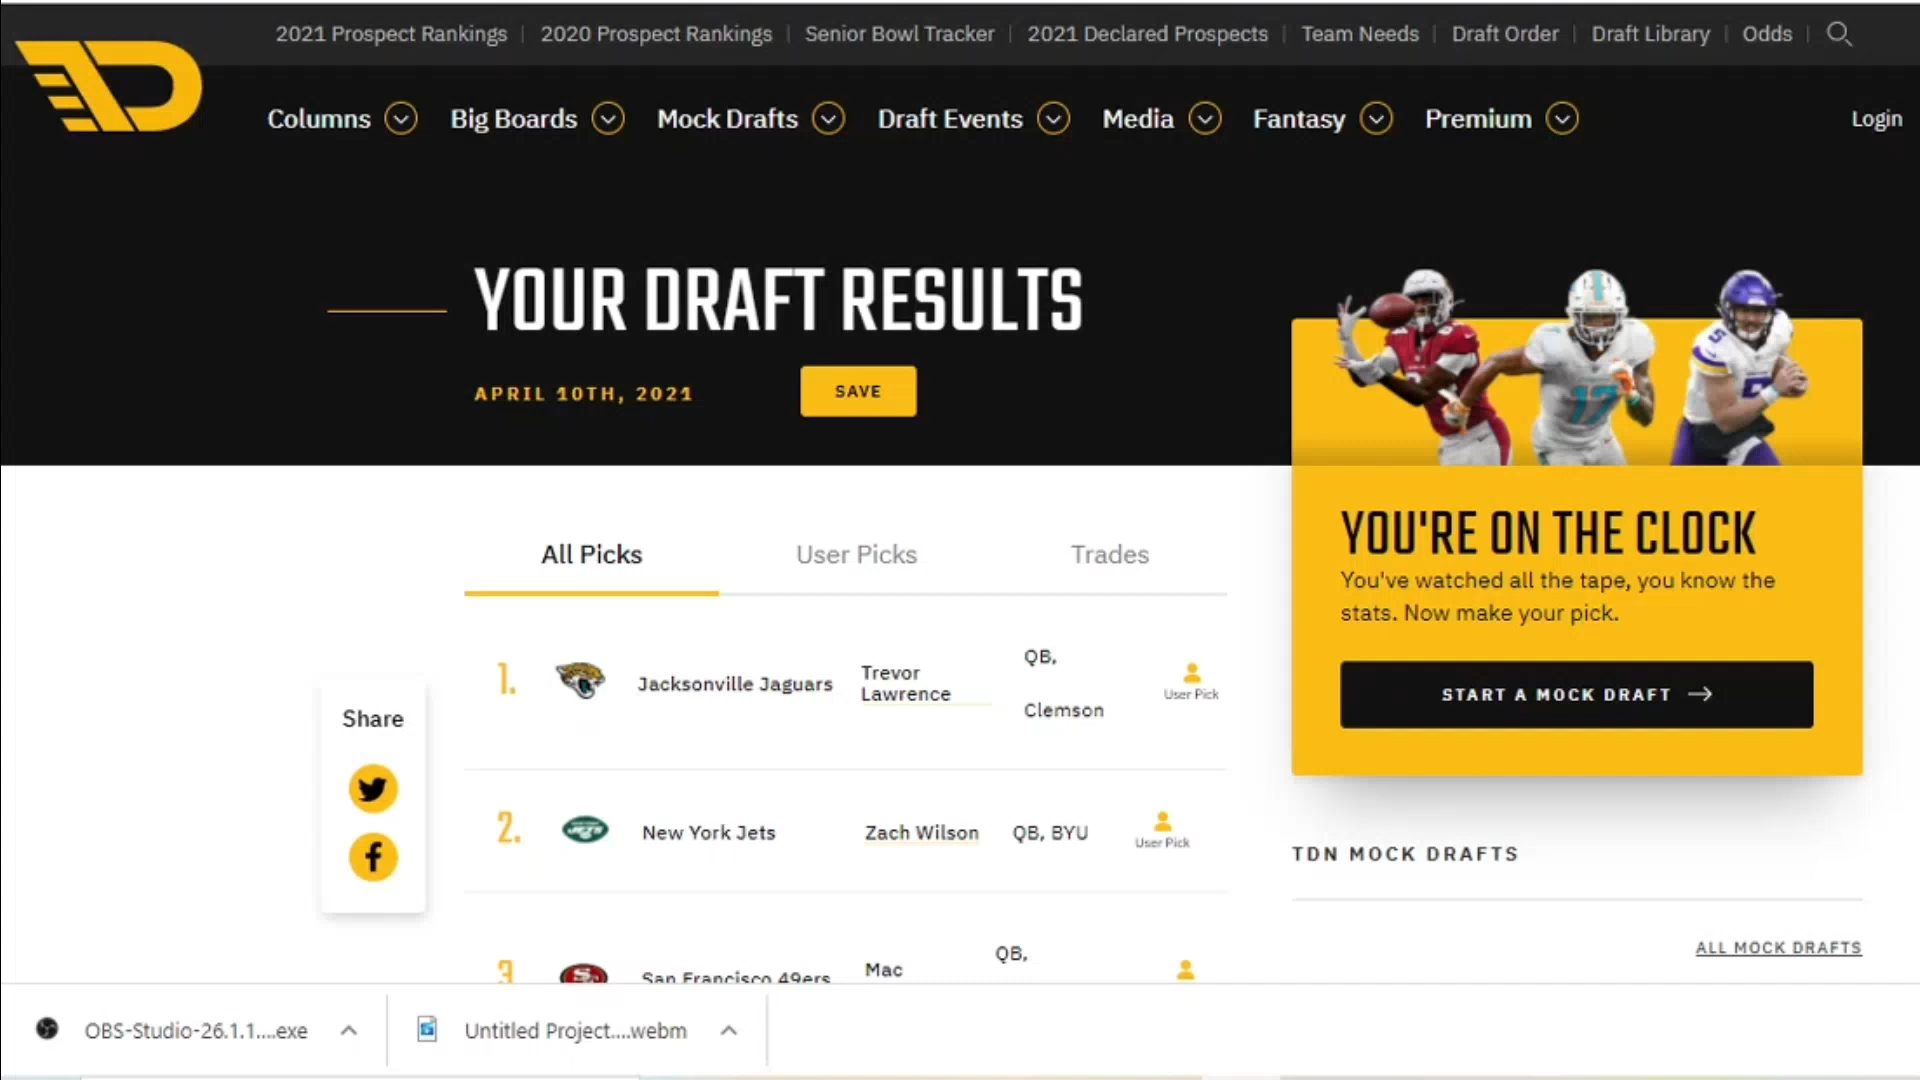 2021 Prospect Rankings
2020 Prospect Rankings
Senior Bowl Tracker
2021 Declared Prospects
Team Needs
Draft Order
Draft Library
Odds
Columns
Big Boards
Mock Drafts
Draft Events
Media
Fantasy
Premium
Login
YOUR DRAFT RESULTS
APRIL 10TH, 2021
SAVE
All Picks
User Picks
Trades
1.
Jacksonville Jaguars
Trevor
Lawrence
QB,
Clemson
User Pick
2.
New York Jets
Zach Wilson
QB, BYU
User Pick
3
San Francisco 49ers
Mac
QB,
Share
YOU'RE ON THE CLOCK
You've watched all the tape, you know the
stats. Now make your pick.
START A MOCK DRAFT
TDN MOCK DRAFTS
ALL MOCK DRAFTS
OBS-Studio-26.1.1....exe
Untitled Project....webm